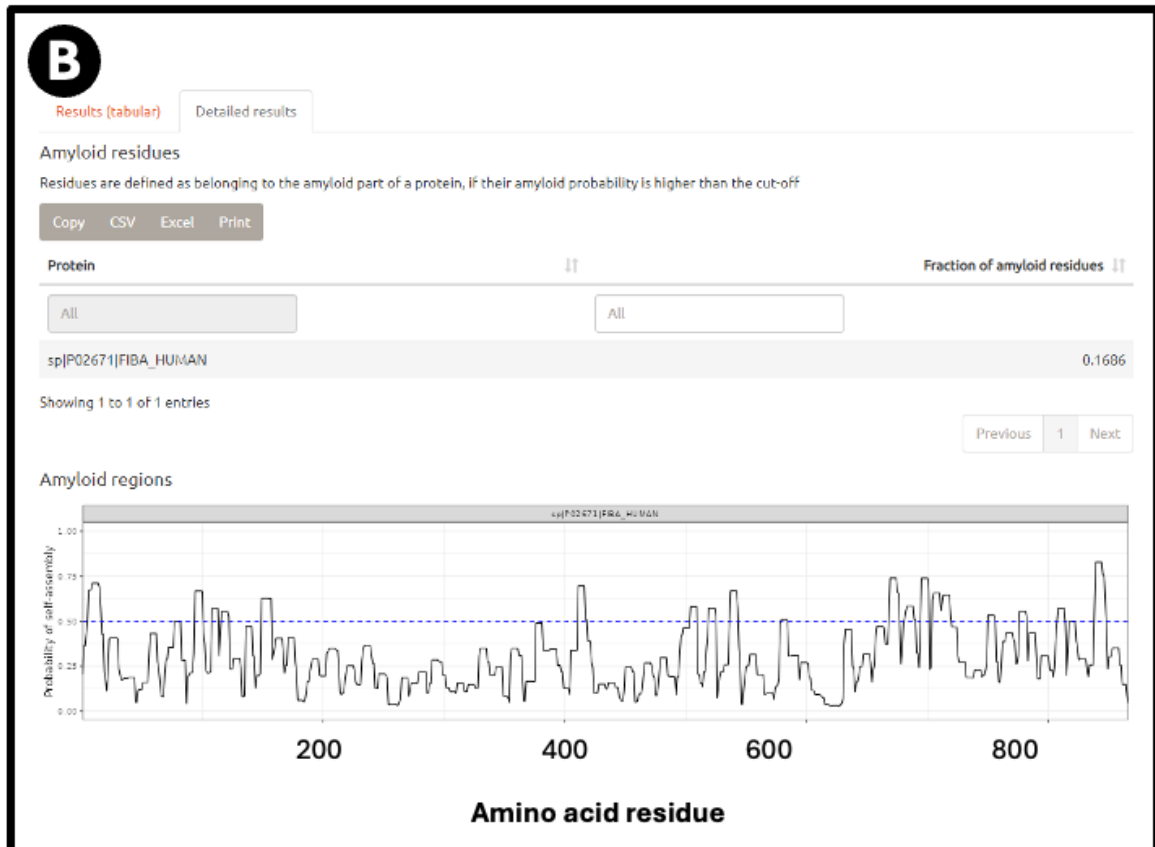 B
Results (tabular) Detailed results
Amyloid residues
Residues are defined as belonging to the amyloid part of a protein, if their amyloid probability is higher than the cut-off
Copy CSV Excel Print
Protein Fraction of amyloid residues
All All
sp|P02671|FIBA_HUMAN 0.1686
Showing 1 to 1 of 1 entries
Previous 1 Next
Amyloid regions
sp|P02671|FIBA_HUMAN
Probability of self-assembly
1.00
0.75
0.50
0.25
0.00
200 400 600 800
Amino acid residue